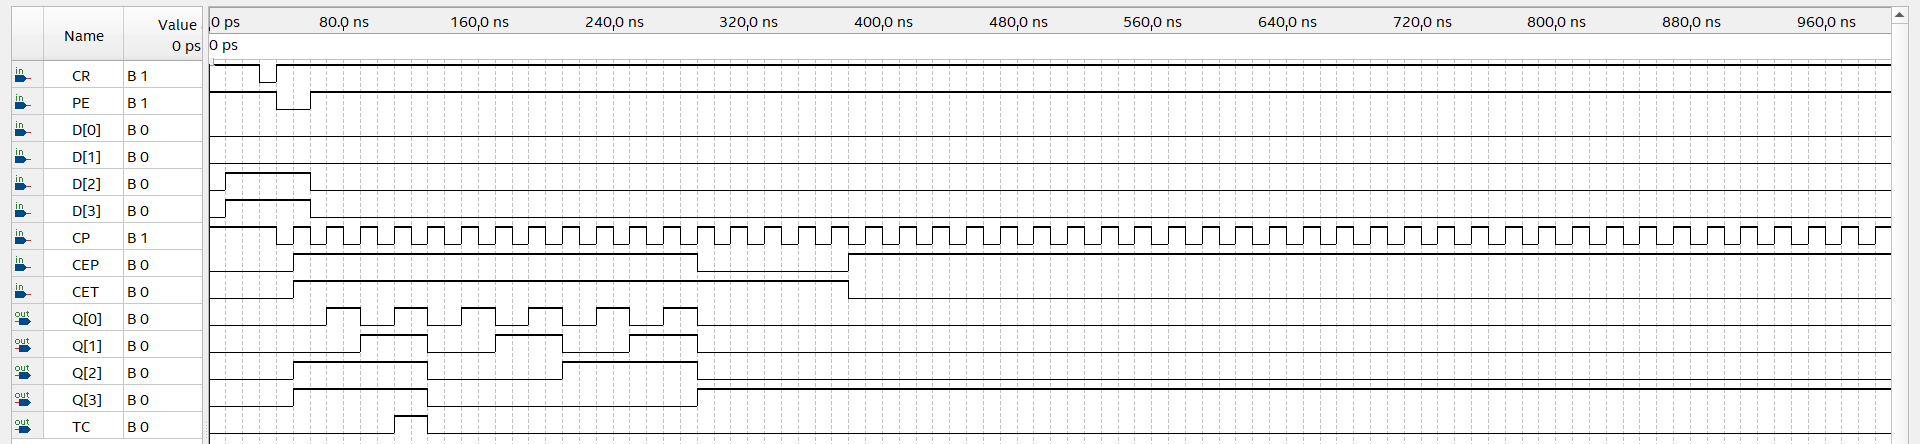 Name Value 0 ps
0 ps 80.0 ns 160,0 ns 240,0 ns 320,0 ns 400,0 ns 480,0 ns 560,0 ns 640,0 ns 720,0 ns 800,0 ns 880,0 ns 960,0 ns
0 ps
in CR B 1
in PE B 1
in D[0] B 0
in D[1] B 0
in D[2] B 0
in D[3] B 0
in CP B 1
in CEP B 0
in CET B 0
out Q[0] B 0
out Q[1] B 0
out Q[2] B 0
out Q[3] B 0
out TC B 0